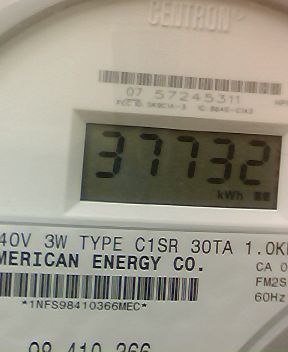 CENTRON®
07 57245311
37732
kWh
40V 3W TYPE C1SR 30TA 1.0K
MERICAN ENERGY CO.
CA 0
FM2S
*1NFS98410366MEC*
60Hz
98 410 366